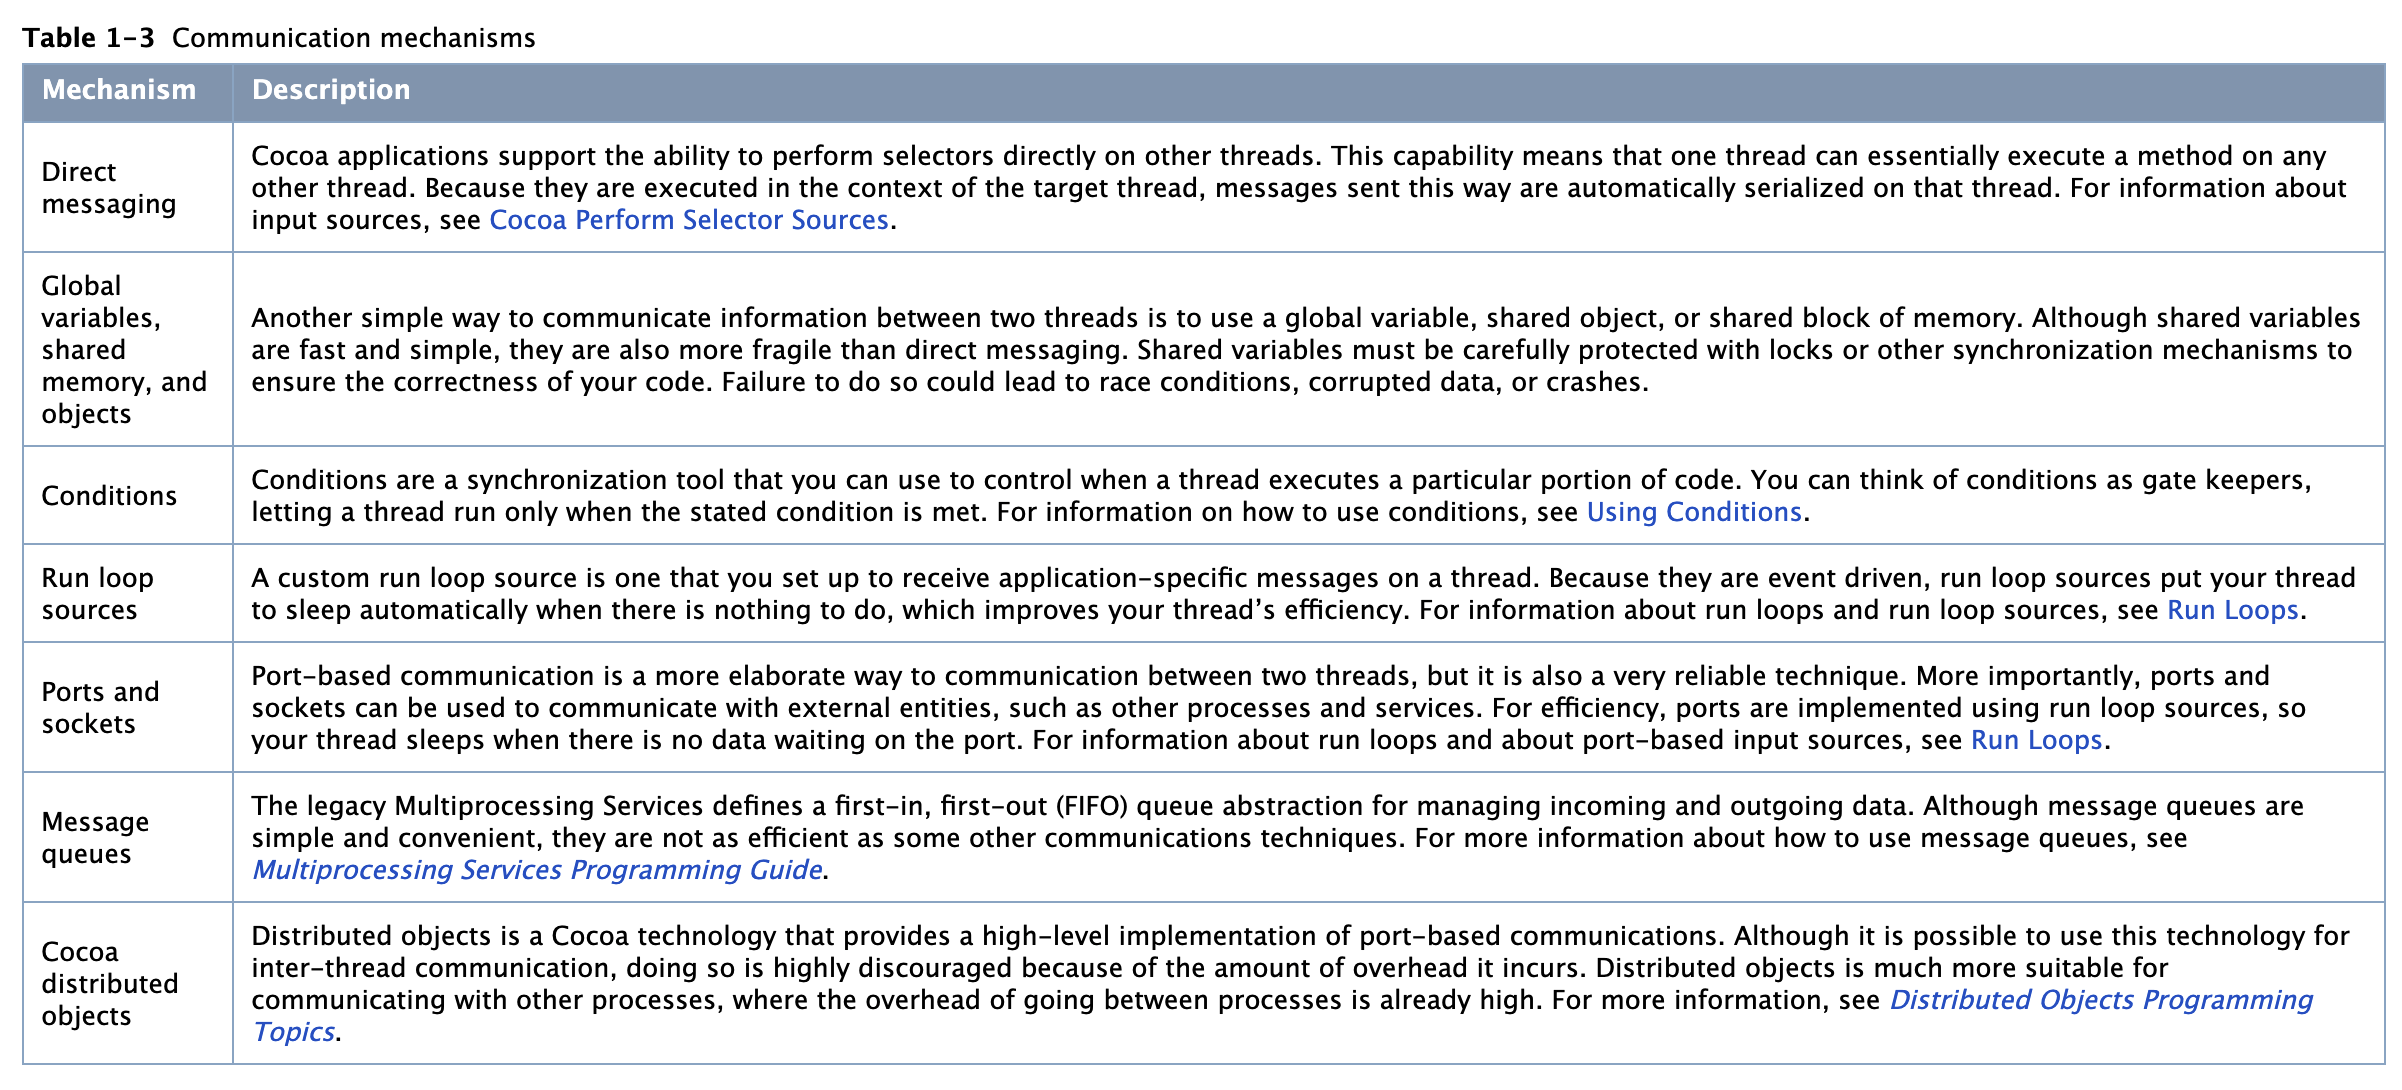 Table 1–3 Communication mechanisms
Mechanism
Description
Direct
messaging
Cocoa applications support the ability to perform selectors directly on other threads. This capability means that one thread can essentially execute a method on any
other thread. Because they are executed in the context of the target thread, messages sent this way are automatically serialized on that thread. For information about
input sources, see Cocoa Perform Selector Sources.
Global
variables,
shared
memory, and
objects
Another simple way to communicate information between two threads is to use a global variable, shared object, or shared block of memory. Although shared variables
are fast and simple, they are also more fragile than direct messaging. Shared variables must be carefully protected with locks or other synchronization mechanisms to
ensure the correctness of your code. Failure to do so could lead to race conditions, corrupted data, or crashes.
Conditions
Conditions are a synchronization tool that you can use to control when a thread executes a particular portion of code. You can think of conditions as gate keepers,
letting a thread run only when the stated condition is met. For information on how to use conditions, see Using Conditions.
Run loop
sources
A custom run loop source is one that you set up to receive application–specific messages on a thread. Because they are event driven, run loop sources put your thread
to sleep automatically when there is nothing to do, which improves your thread’s efficiency. For information about run loops and run loop sources, see Run Loops.
Ports and
sockets
Port–based communication is a more elaborate way to communication between two threads, but it is also a very reliable technique. More importantly, ports and
sockets can be used to communicate with external entities, such as other processes and services. For efficiency, ports are implemented using run loop sources, so
your thread sleeps when there is no data waiting on the port. For information about run loops and about port–based input sources, see Run Loops.
Message
queues
The legacy Multiprocessing Services defines a first–in, first–out (FIFO) queue abstraction for managing incoming and outgoing data. Although message queues are
simple and convenient, they are not as efficient as some other communications techniques. For more information about how to use message queues, see
Multiprocessing Services Programming Guide.
Cocoa
distributed
objects
Distributed objects is a Cocoa technology that provides a high–level implementation of port–based communications. Although it is possible to use this technology for
inter–thread communication, doing so is highly discouraged because of the amount of overhead it incurs. Distributed objects is much more suitable for
communicating with other processes, where the overhead of going between processes is already high. For more information, see Distributed Objects Programming
Topics.